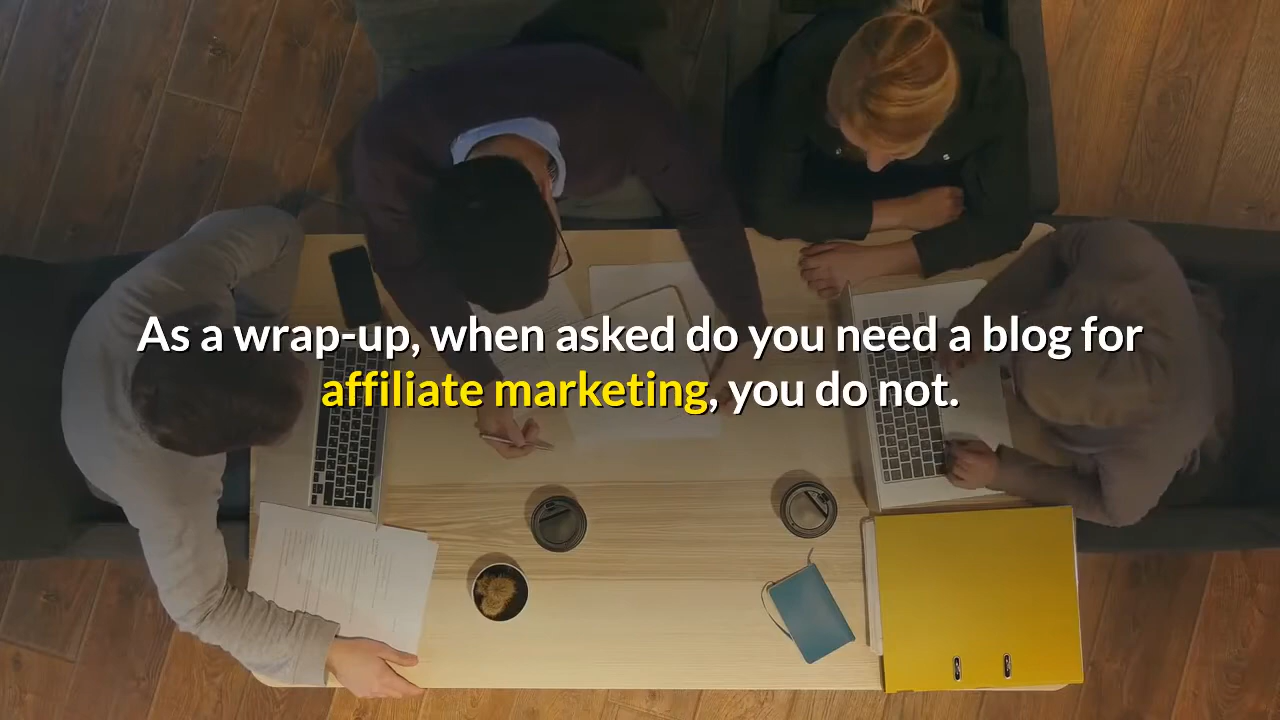 As a wrap-up, when asked do you need a blog for
affiliate marketing, you do not.